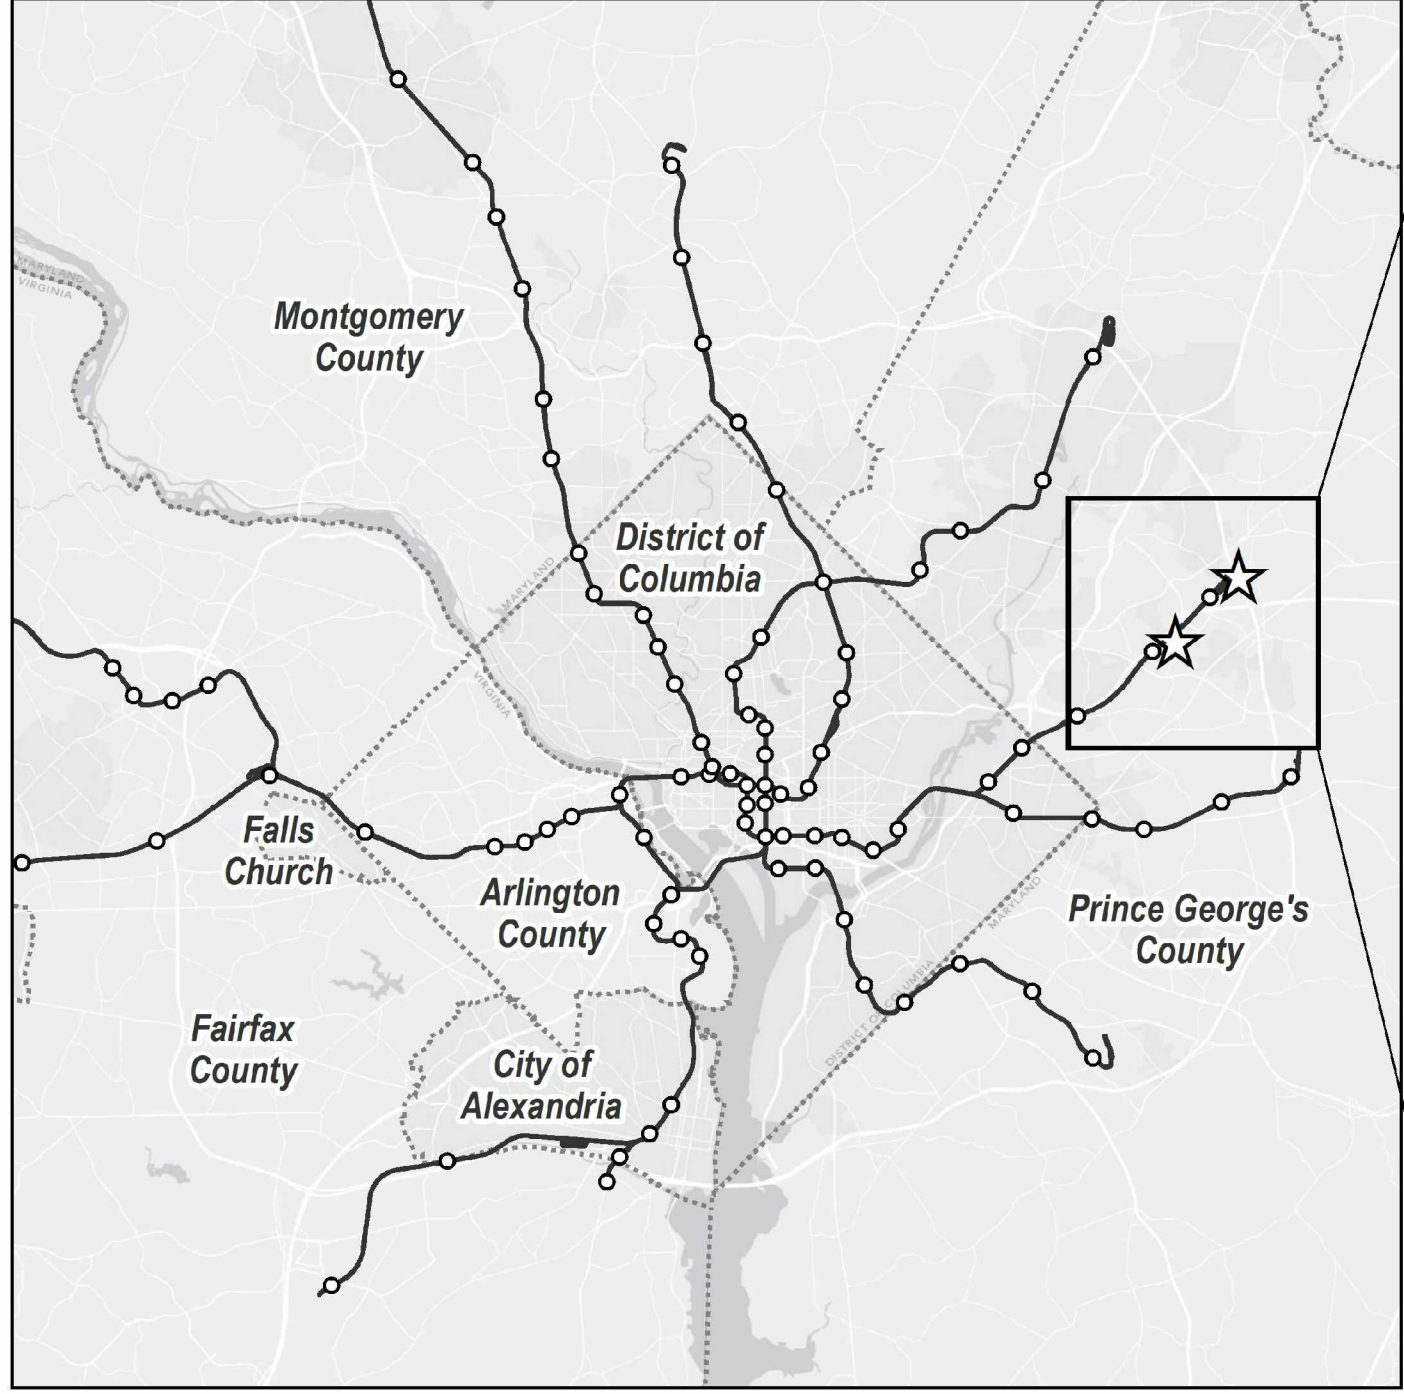 MARYLAND
VIRGINIA
Montgomery
County
District of
Columbia
MARYLAND
VIRGINIA
Falls
Church
Arlington
County
Prince George's
County
MARYLAND
DISTRICT OF COLUMBIA
Fairfax
County
City of
Alexandria